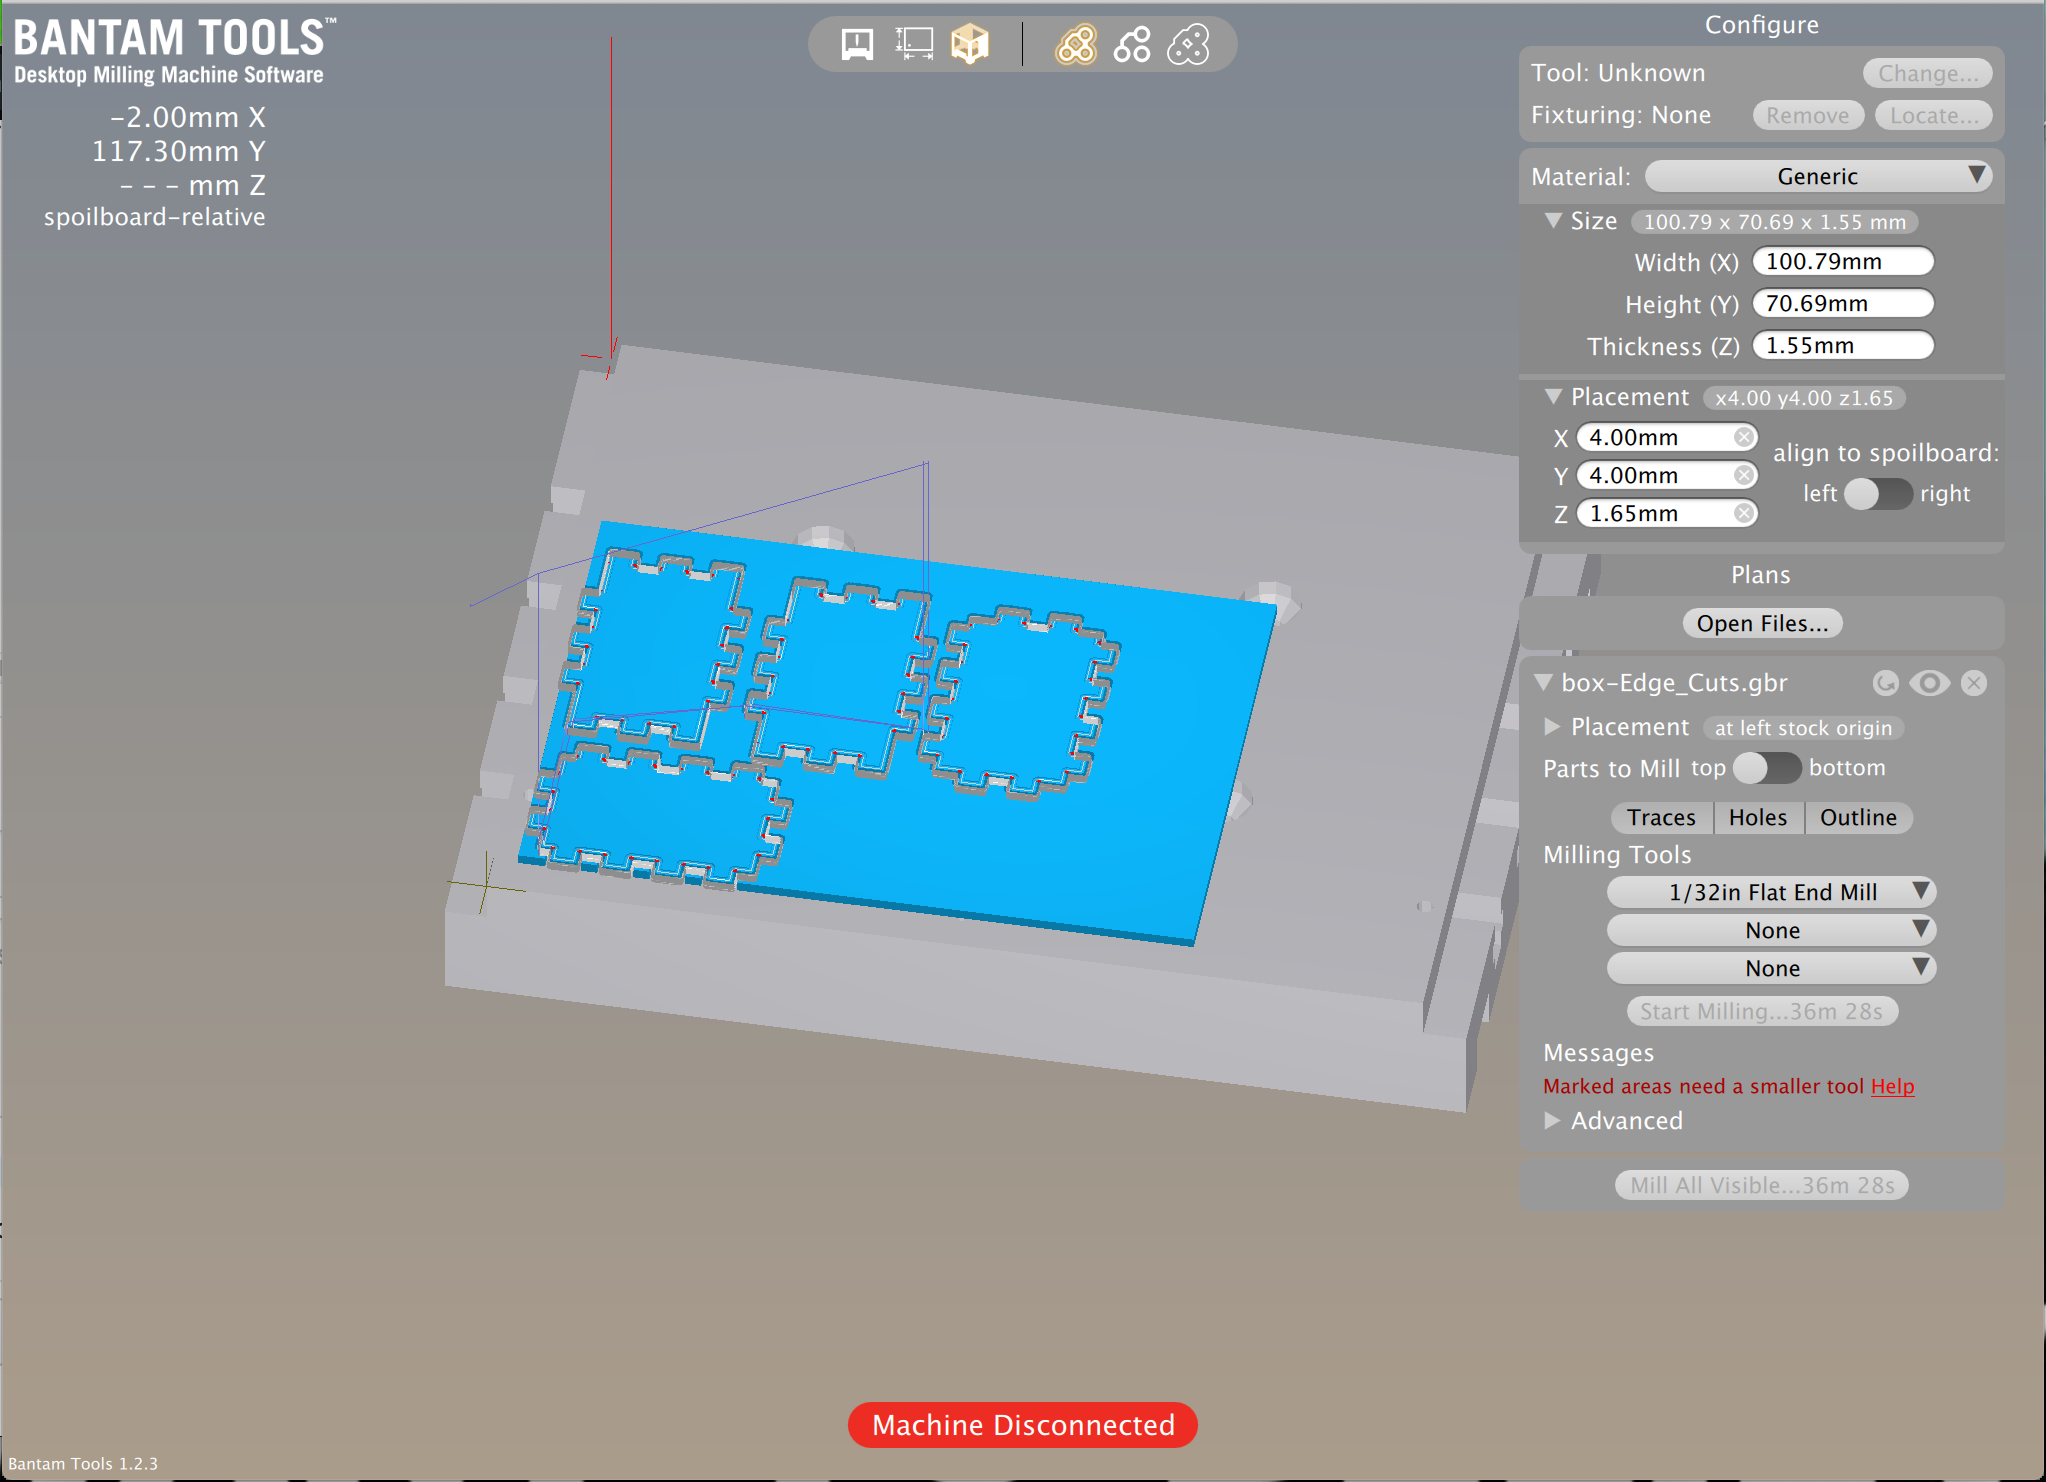 BANTAM TOOLS™
Desktop Milling Machine Software
-2.00mm X
117.30mm Y
- - - mm Z
spoilboard-relative
Configure
Tool: Unknown Change...
Fixturing: None Remove Locate...
Material: Generic
Size 100.79 x 70.69 x 1.55 mm
Width (X) 100.79mm
Height (Y) 70.69mm
Thickness (Z) 1.55mm
Placement x4.00 y4.00 z1.65
X 4.00mm
align to spoilboard:
Y 4.00mm
left right
Z 1.65mm
Plans
Open Files...
box-Edge_Cuts.gbr
Placement at left stock origin
Parts to Mill top bottom
Traces Holes Outline
Milling Tools
1/32in Flat End Mill
None
None
Start Milling...36m 28s
Messages
Marked areas need a smaller tool Help
Advanced
Mill All Visible...36m 28s
Machine Disconnected
Bantam Tools 1.2.3